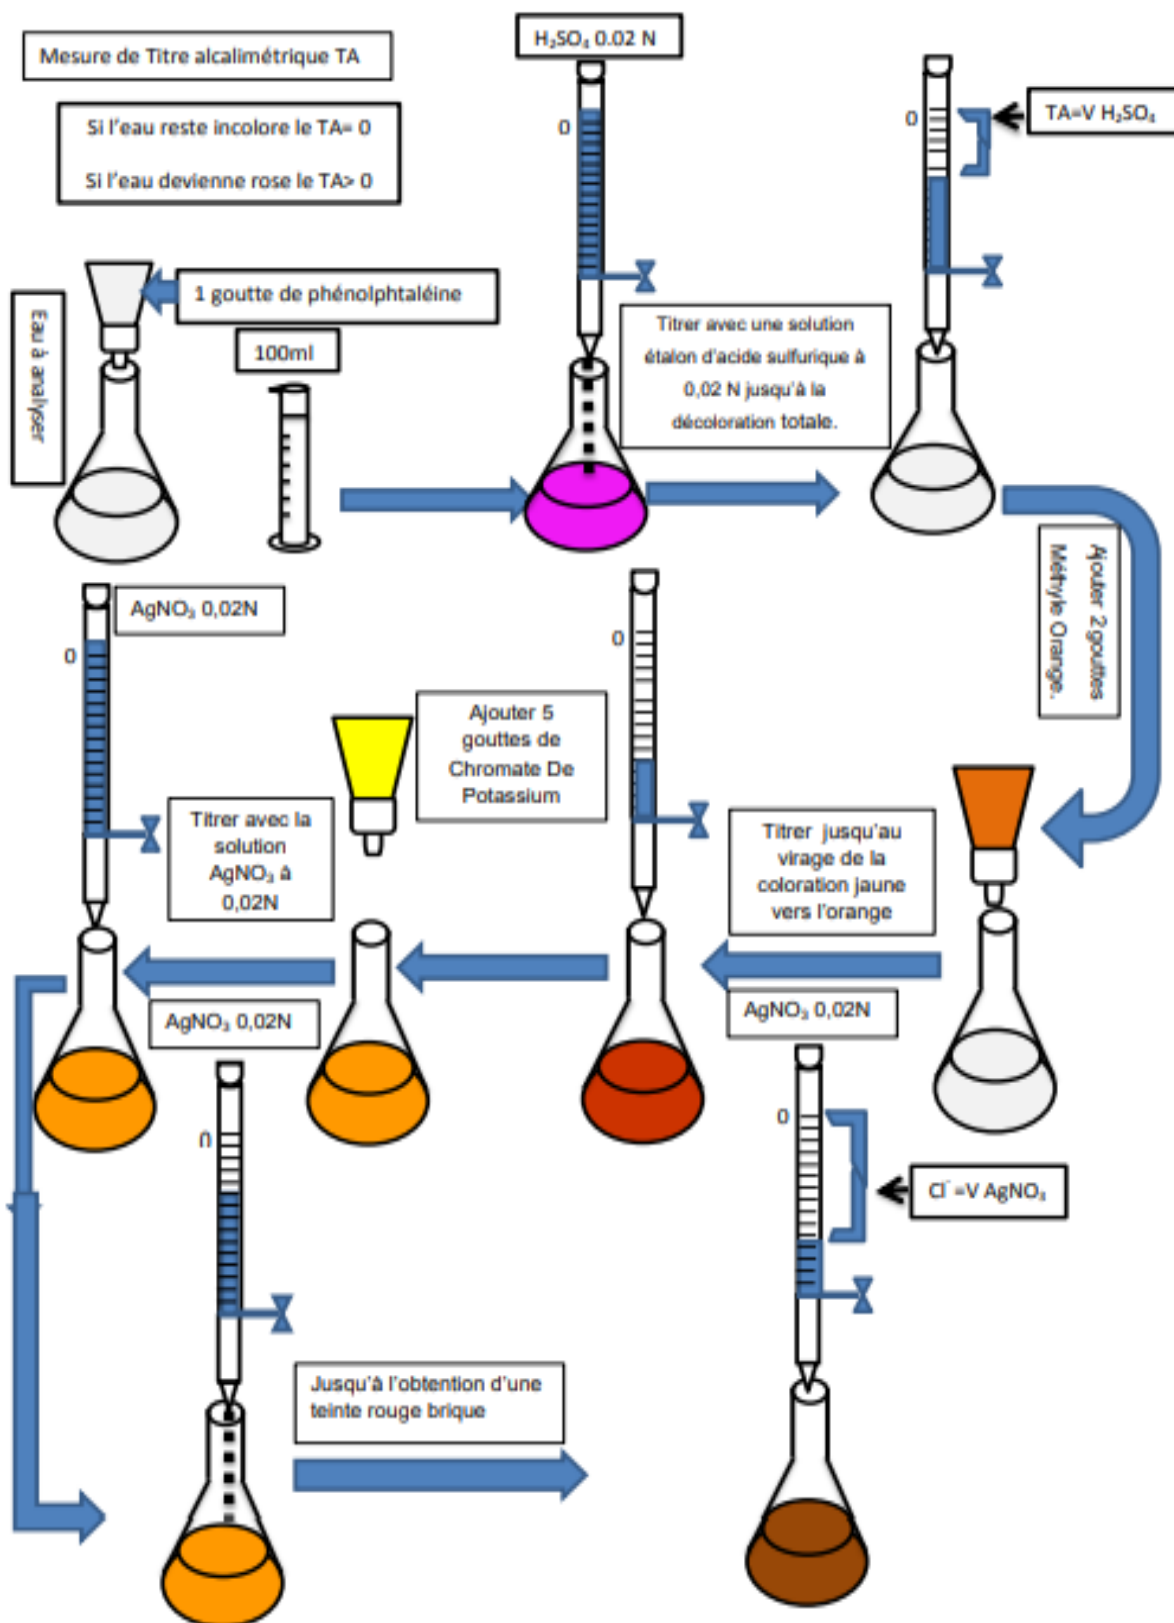 Mesure de Titre alcalimétrique TA
Si l'eau reste incolore le TA= 0
Si l'eau devienne rose le TA> 0
H₂SO₄ 0.02 N
0
0
TA=V H₂SO₄
Eau à analyser
1 goutte de phénolphtaléine
100ml
Titrer avec une solution
étalon d'acide sulfurique à
0,02 N jusqu'à la
décoloration totale.
Ajouter 2gouttes
Méthyle Orange.
AgNO₃ 0,02N
0
0
Ajouter 5
gouttes de
Chromate De
Potassium
Titrer avec la
solution
AgNO₃ à
0,02N
Titrer jusqu'au
virage de la
coloration jaune
vers l'orange
AgNO₃ 0,02N
AgNO₃ 0,02N
0
0
Cl⁻=V AgNO₃
Jusqu'à l'obtention d'une
teinte rouge brique